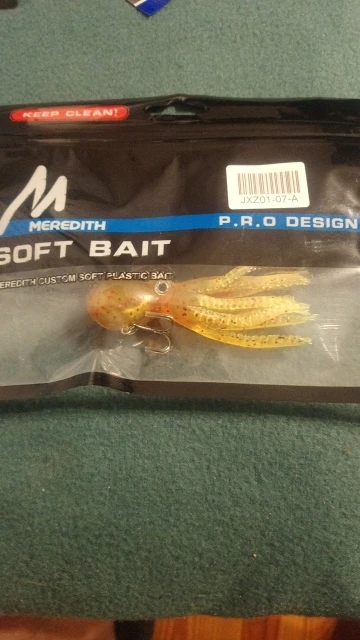 KEEP CLEAN!
JXZ01-07-A
MEREDITH
P.R.O DESIGN
SOFT BAIT
MEREDITH CUSTOM SOFT PLASTIC BAIT